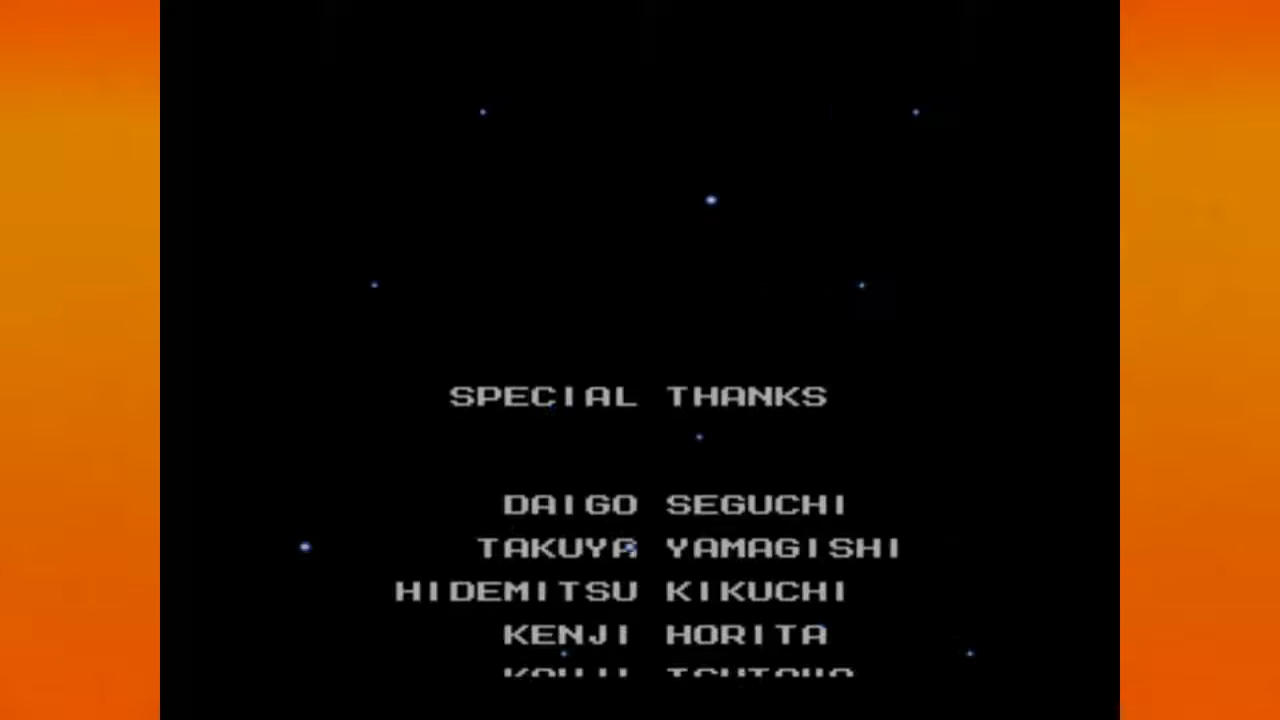 SPECIAL THANKS
DAIGO SEGUCHI
TAKUYA YAMAGISHI
HIDEMITSU KIKUCHI
KENJI HORITA